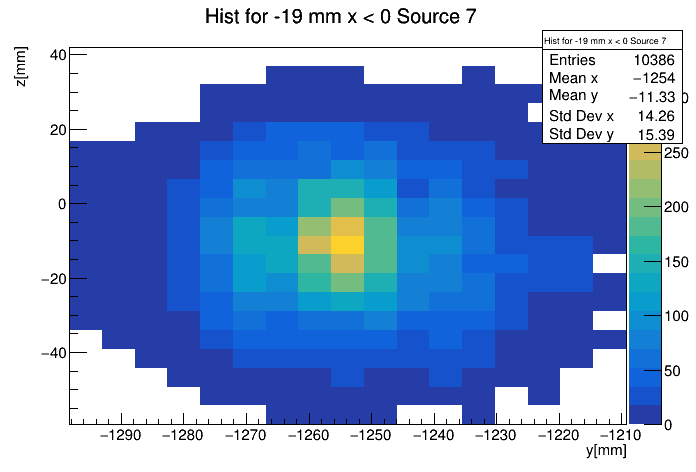 Hist for -19 mm x < 0 Source 7
z[mm]
Hist for -19 mm x < 0 Source 7
Entries 10386
Mean x −1254
Mean y −11.33
Std Dev x 14.26
Std Dev y 15.39
40
20
0
−20
−40
250
200
150
100
50
0
−1290 −1280 −1270 −1260 −1250 −1240 −1230 −1220 −1210
y[mm]